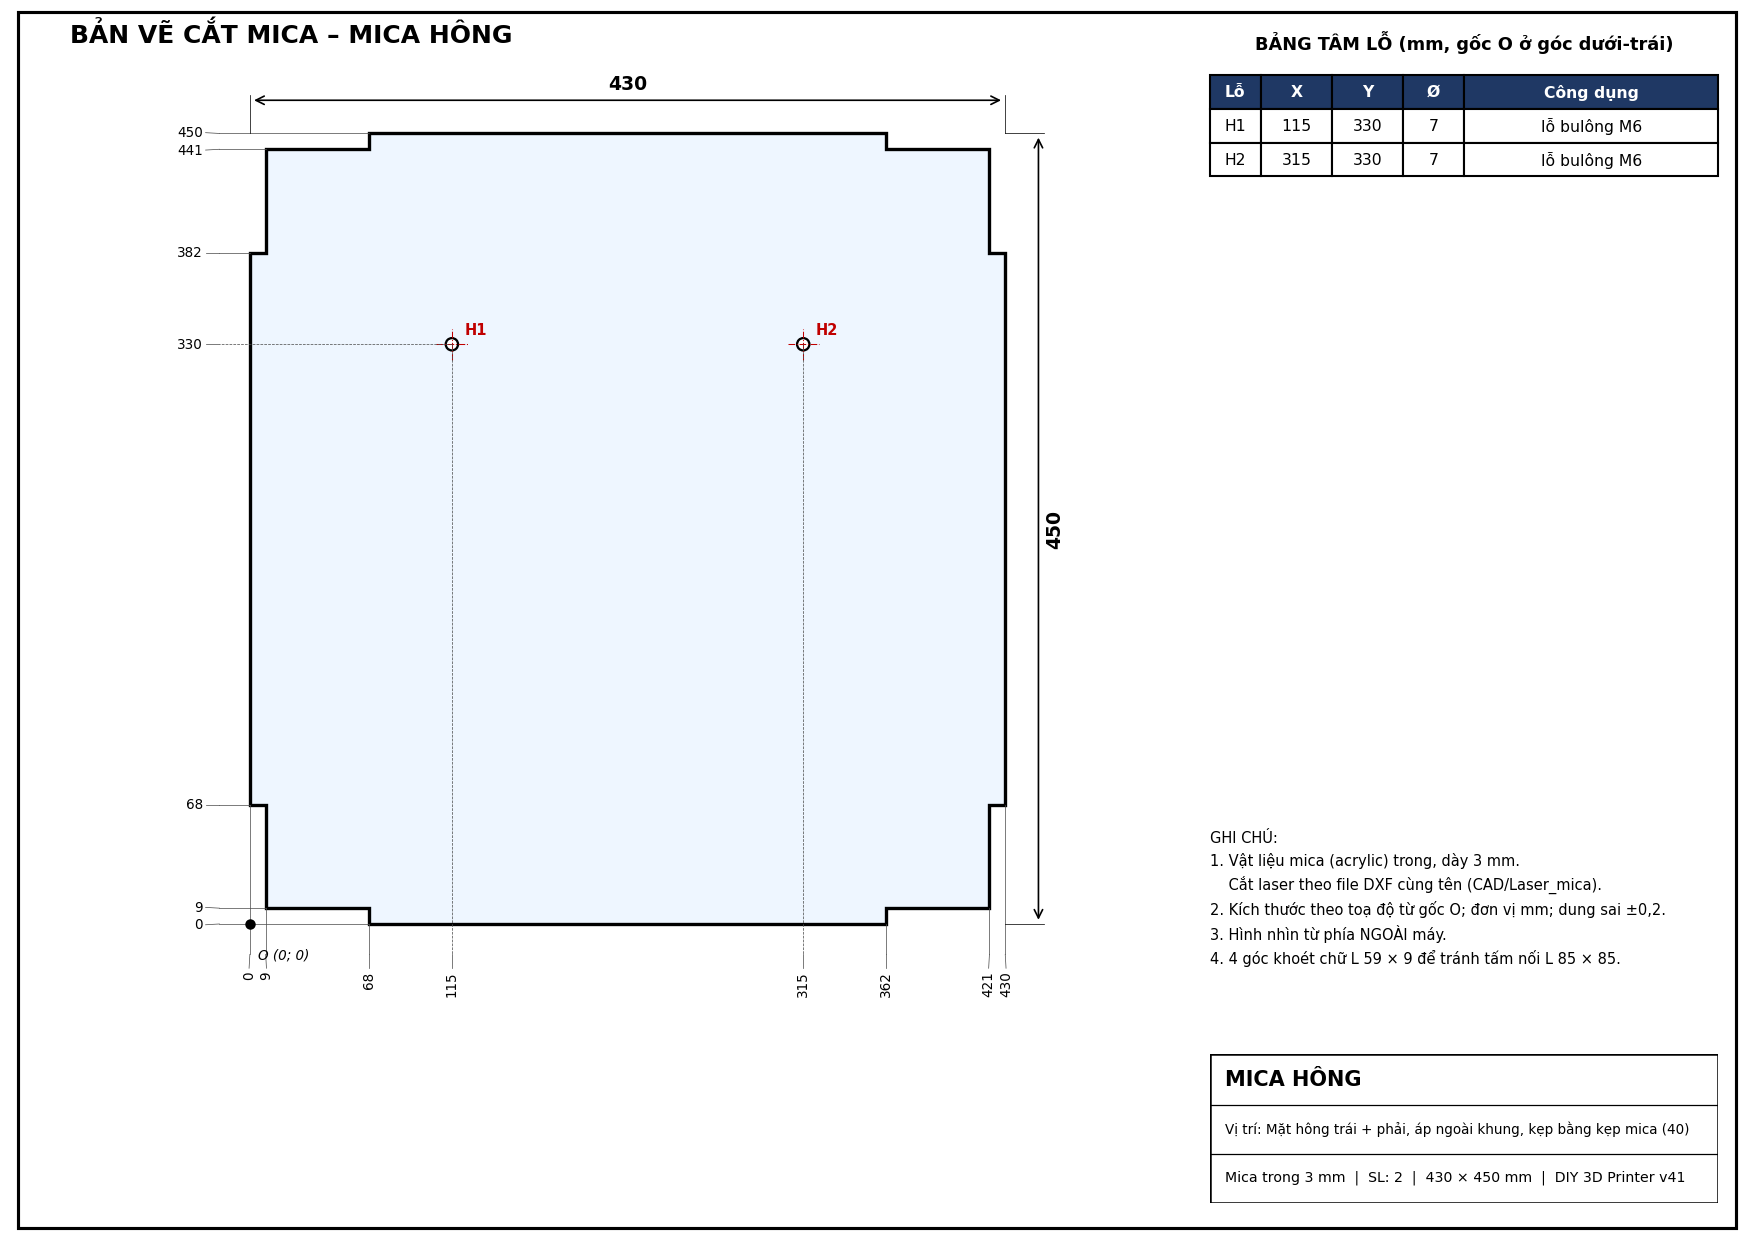 BẢN VẼ CẮT MICA – MICA HÔNG
BẢNG TÂM LỖ (mm, gốc O ở góc dưới-trái)
Lỗ X Y Ø Công dụng
H1 115 330 7 lỗ bulông M6
H2 315 330 7 lỗ bulông M6
430
450
441
382
330
68
9
0
H1
H2
450
O (0; 0)
0 9 68 115 315 362 421 430
GHI CHÚ:
1. Vật liệu mica (acrylic) trong, dày 3 mm.
Cắt laser theo file DXF cùng tên (CAD/Laser_mica).
2. Kích thước theo toạ độ từ gốc O; đơn vị mm; dung sai ±0,2.
3. Hình nhìn từ phía NGOÀI máy.
4. 4 góc khoét chữ L 59 × 9 để tránh tấm nối L 85 × 85.
MICA HÔNG
Vị trí: Mặt hông trái + phải, áp ngoài khung, kẹp bằng kẹp mica (40)
Mica trong 3 mm | SL: 2 | 430 × 450 mm | DIY 3D Printer v41